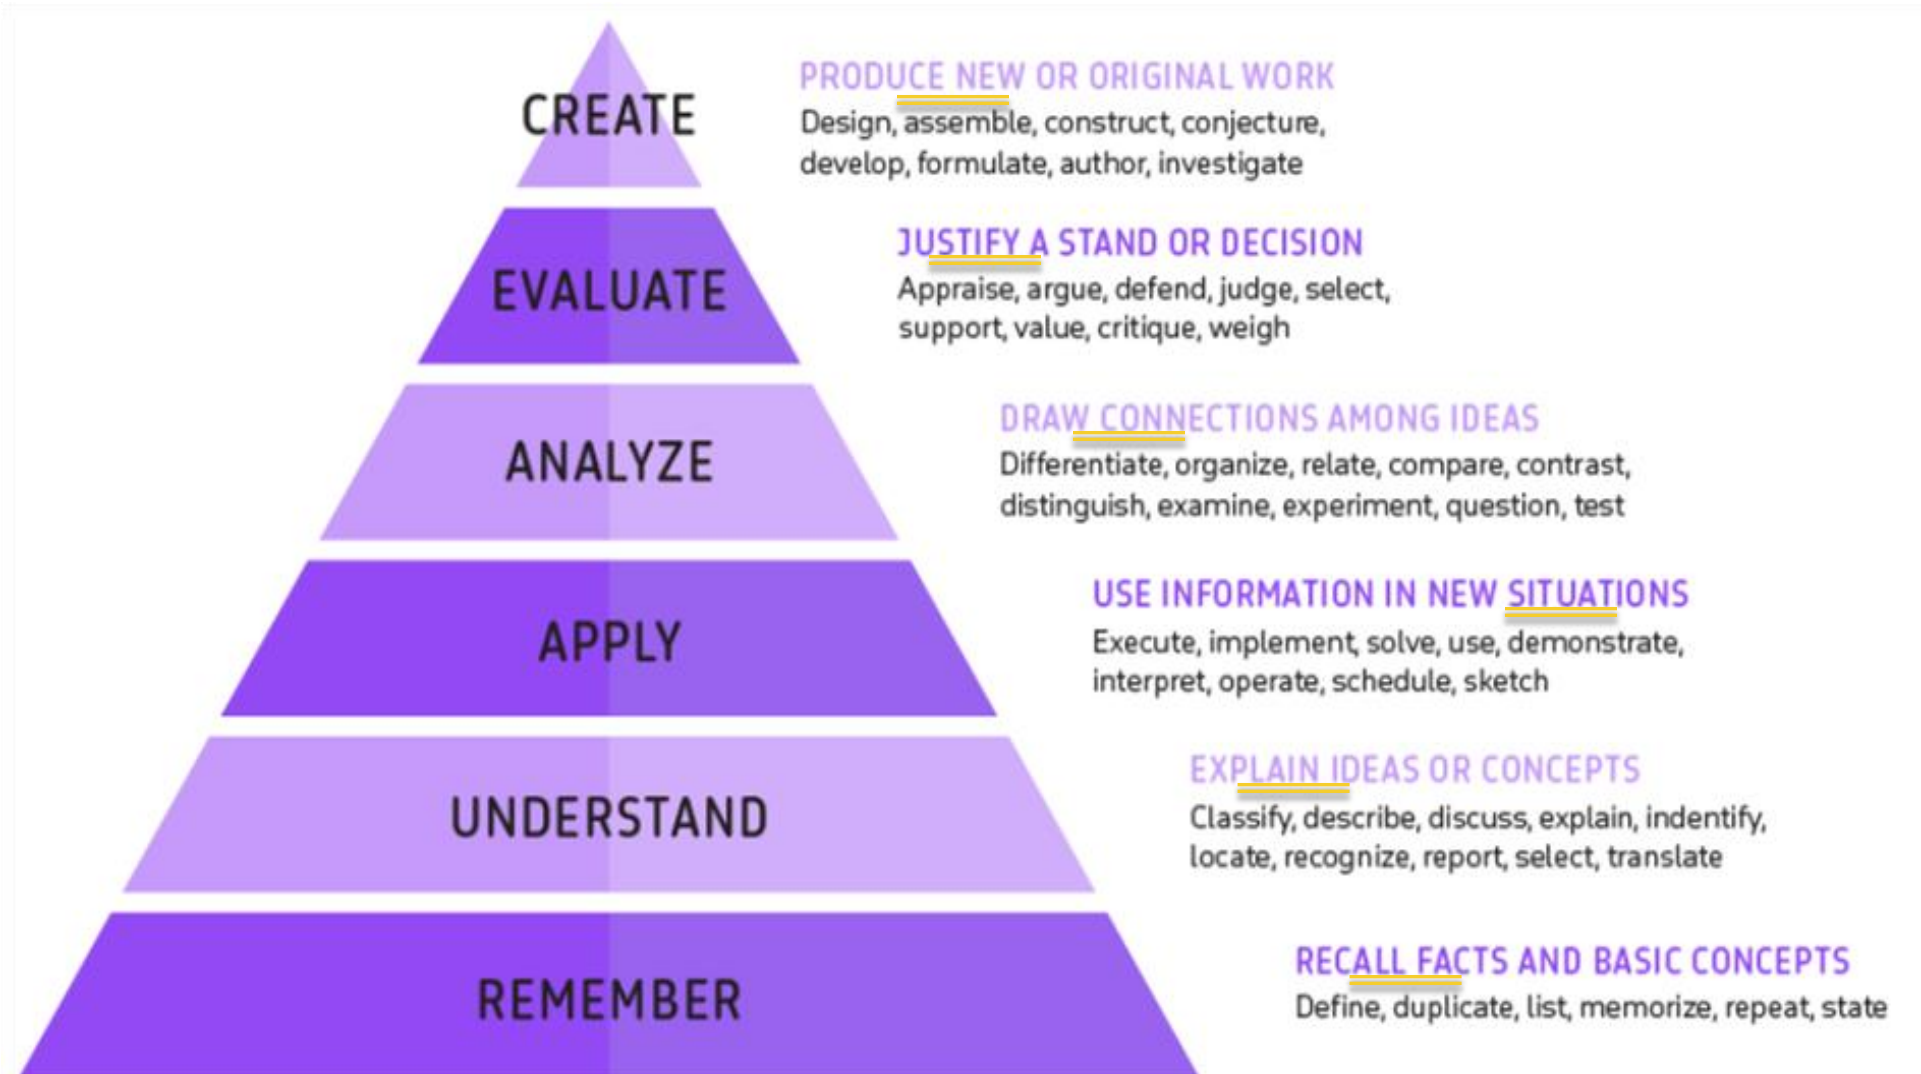 CREATE
PRODUCE NEW OR ORIGINAL WORK
Design, assemble, construct, conjecture,
develop, formulate, author, investigate
EVALUATE
JUSTIFY A STAND OR DECISION
Appraise, argue, defend, judge, select,
support, value, critique, weigh
ANALYZE
DRAW CONNECTIONS AMONG IDEAS
Differentiate, organize, relate, compare, contrast,
distinguish, examine, experiment, question, test
APPLY
USE INFORMATION IN NEW SITUATIONS
Execute, implement, solve, use, demonstrate,
interpret, operate, schedule, sketch
UNDERSTAND
EXPLAIN IDEAS OR CONCEPTS
Classify, describe, discuss, explain, indentify,
locate, recognize, report, select, translate
REMEMBER
RECALL FACTS AND BASIC CONCEPTS
Define, duplicate, list, memorize, repeat, state